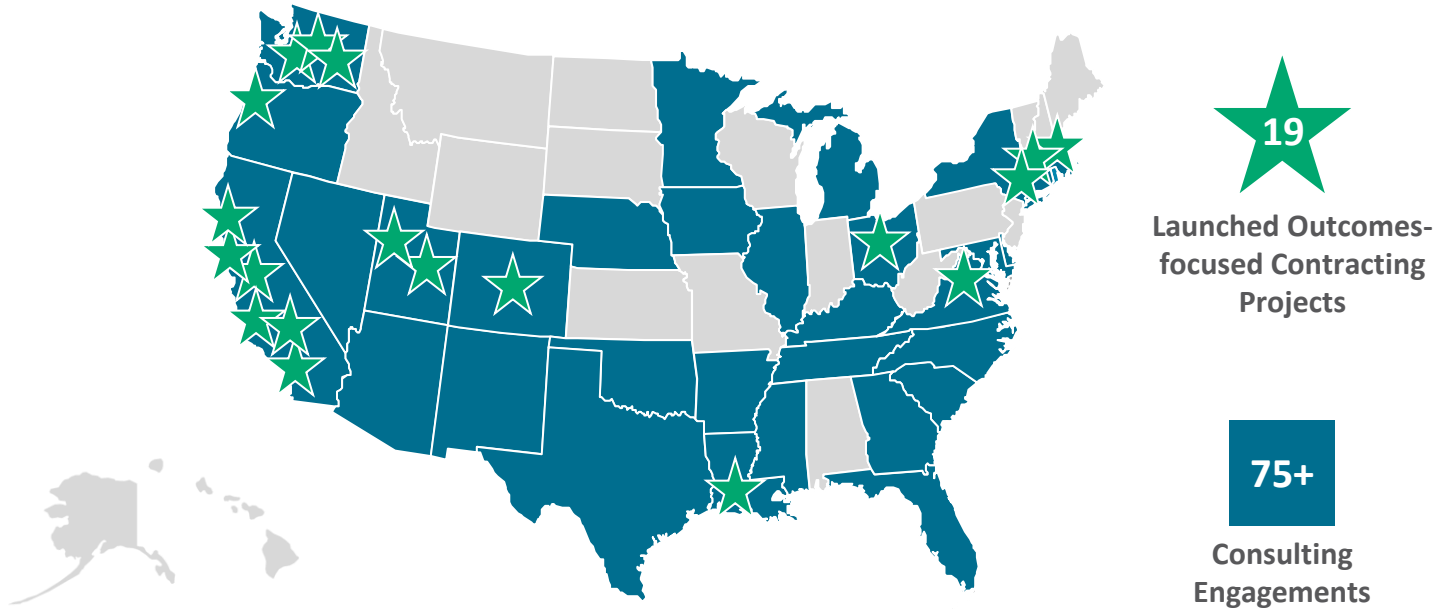 19
Launched Outcomes-
focused Contracting
Projects
75+
Consulting
Engagements